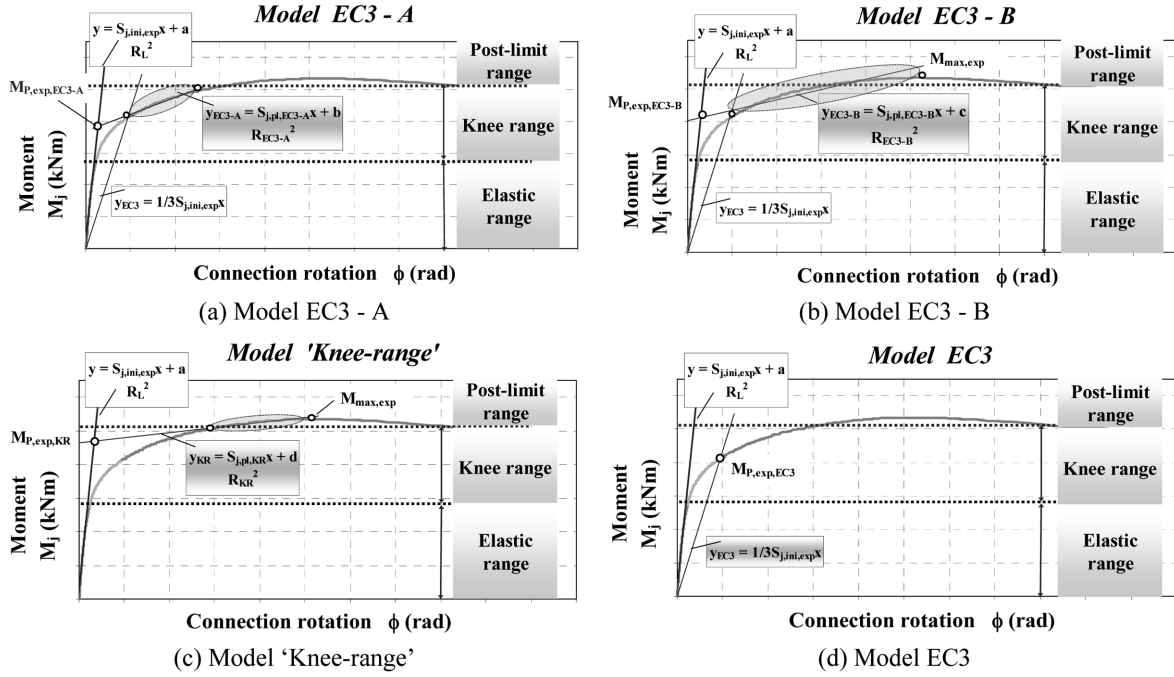 Model EC3 - A
y = Sj,ini,expx + a
RL2
Post-limit
range
MP,exp,EC3-A
yEC3-A = Sj,pl,EC3-Ax + b
REC3-A2
Knee range
Moment
Mj (kNm)
yEC3 = 1/3Sj,ini,expx
Elastic
range
Connection rotation ϕ (rad)
(a) Model EC3 - A
Model EC3 - B
y = Sj,ini,expx + a
RL2
Mmax,exp
Post-limit
range
MP,exp,EC3-B
yEC3-B = Sj,pl,EC3-Bx + c
REC3-B2
Knee range
Moment
Mj (kNm)
yEC3 = 1/3Sj,ini,expx
Elastic
range
Connection rotation ϕ (rad)
(b) Model EC3 - B
Model 'Knee-range'
y = Sj,ini,expx + a
RL2
Mmax,exp
Post-limit
range
MP,exp,KR
yKR = Sj,pl,KRx + d
RKR2
Knee range
Moment
Mj (kNm)
Elastic
range
Connection rotation ϕ (rad)
(c) Model ‘Knee-range’
Model EC3
y = Sj,ini,expx + a
RL2
Post-limit
range
MP,exp,EC3
Knee range
Moment
Mj (kNm)
yEC3 = 1/3Sj,ini,expx
Elastic
range
Connection rotation ϕ (rad)
(d) Model EC3